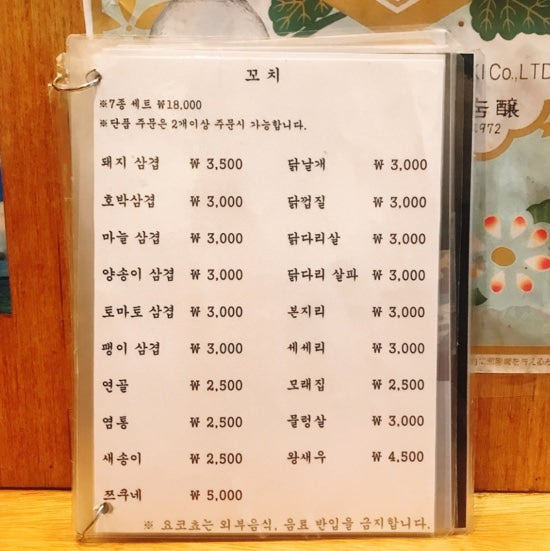 꼬치
※7종 세트 ₩18,000
※단품 주문은 2개이상 주문시 가능합니다.
돼지 삼겹 ₩ 3,500 닭날개 ₩ 3,000
호박삼겹 ₩ 3,000 닭껍질 ₩ 3,000
마늘 삼겹 ₩ 3,000 닭다리살 ₩ 3,000
양송이 삼겹 ₩ 3,000 닭다리 살파 ₩ 3,000
토마토 삼겹 ₩ 3,000 본지리 ₩ 3,000
팽이 삼겹 ₩ 3,000 세세리 ₩ 3,000
연골 ₩ 2,500 모래집 ₩ 2,500
염통 ₩ 2,500 물렁살 ₩ 3,000
새송이 ₩ 2,500 왕새우 ₩ 4,500
쯔쿠네 ₩ 5,000
※ 요코쵸는 외부음식, 음료 반입을 금지합니다.
KI Co.,LTD
醸
1972